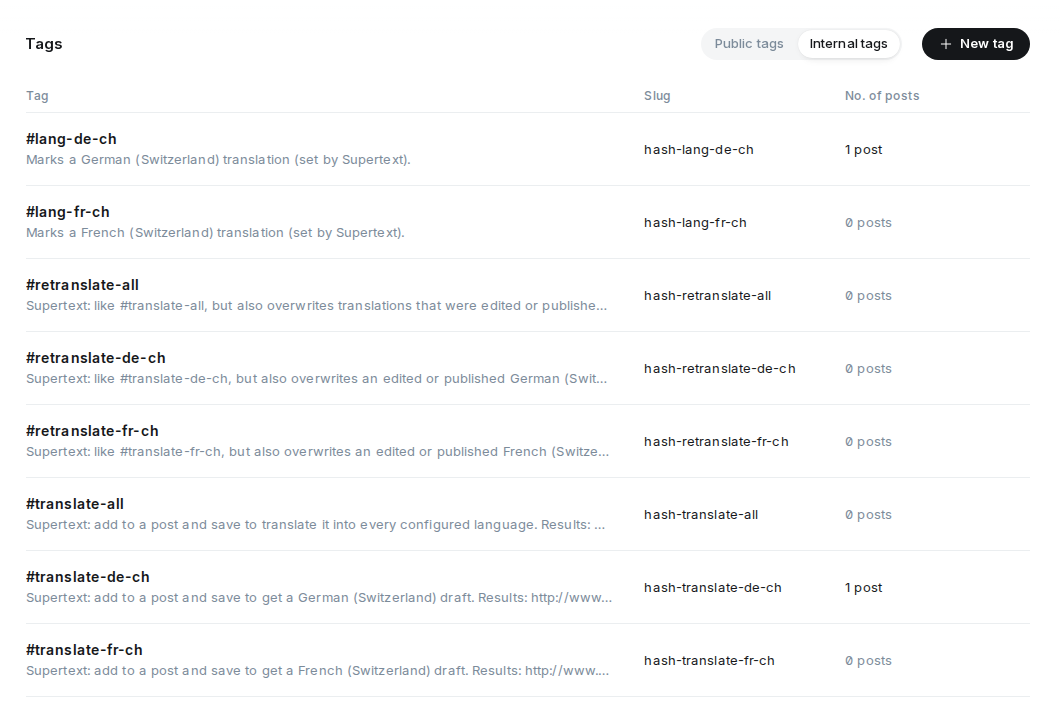 Tags
Public tags
Internal tags
+ New tag
Tag
Slug
No. of posts
#lang-de-ch
Marks a German (Switzerland) translation (set by Supertext).
hash-lang-de-ch
1 post
#lang-fr-ch
Marks a French (Switzerland) translation (set by Supertext).
hash-lang-fr-ch
0 posts
#retranslate-all
Supertext: like #translate-all, but also overwrites translations that were edited or publishe...
hash-retranslate-all
0 posts
#retranslate-de-ch
Supertext: like #translate-de-ch, but also overwrites an edited or published German (Swit...
hash-retranslate-de-ch
0 posts
#retranslate-fr-ch
Supertext: like #translate-fr-ch, but also overwrites an edited or published French (Switze...
hash-retranslate-fr-ch
0 posts
#translate-all
Supertext: add to a post and save to translate it into every configured language. Results: ...
hash-translate-all
0 posts
#translate-de-ch
Supertext: add to a post and save to get a German (Switzerland) draft. Results: http://www...
hash-translate-de-ch
1 post
#translate-fr-ch
Supertext: add to a post and save to get a French (Switzerland) draft. Results: http://www....
hash-translate-fr-ch
0 posts